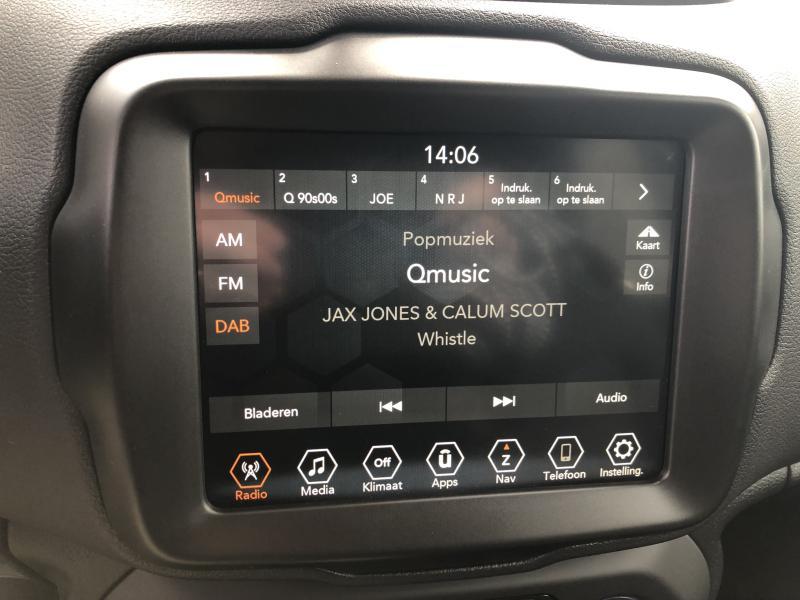 14:06
1 Qmusic
2 Q 90s00s
3 JOE
4 N R J
5 Indruk.
op te slaan
6 Indruk.
op te slaan
AM
Popmuziek
Kaart
Qmusic
FM
Info
JAX JONES & CALUM SCOTT
DAB
Whistle
Bladeren
Audio
Off
ū
Z
Radio
Media
Klimaat
Apps
Nav
Telefoon
Instelling.